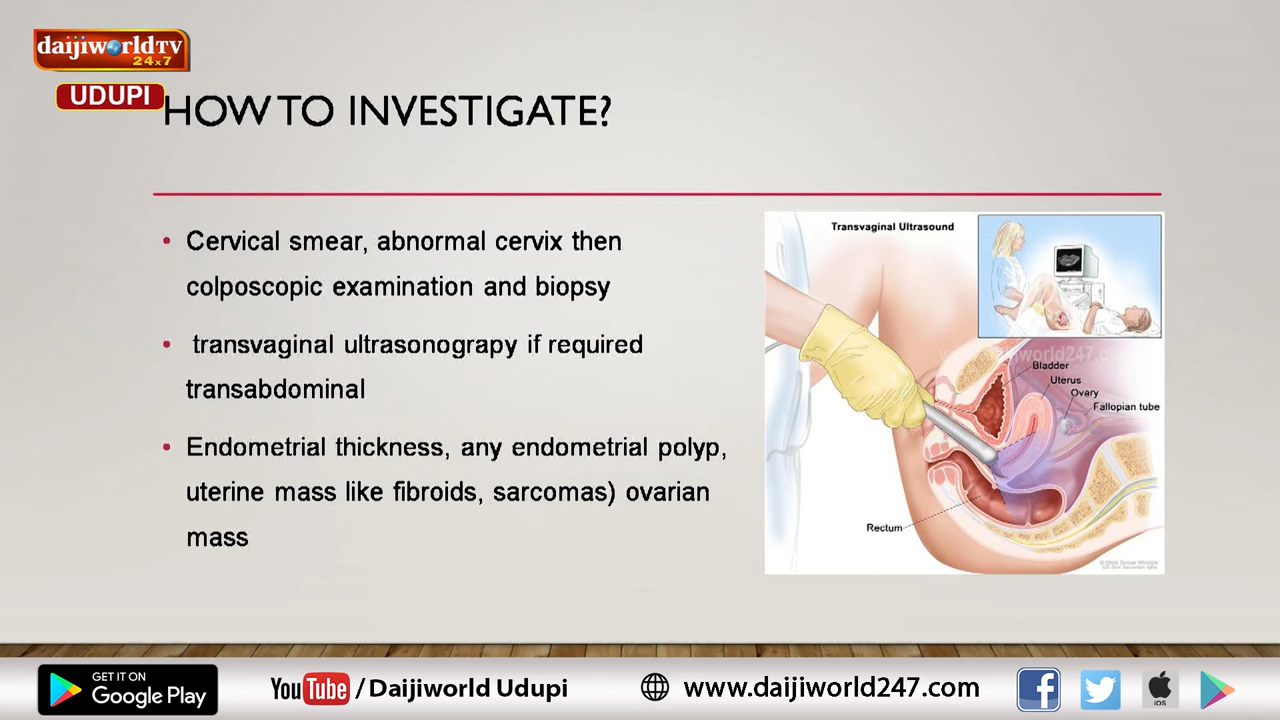 daijiworldTV
24x7
UDUPI
HOW TO INVESTIGATE?
• Cervical smear, abnormal cervix then
colposcopic examination and biopsy
• transvaginal ultrasonograpy if required
transabdominal
• Endometrial thickness, any endometrial polyp,
uterine mass like fibroids, sarcomas) ovarian
mass
Transvaginal Ultrasound
daijiworld247.com
Bladder
Uterus
Ovary
Fallopian tube
Rectum
GET IT ON
Google Play
YouTube / Daijiworld Udupi
www.daijiworld247.com
iOS